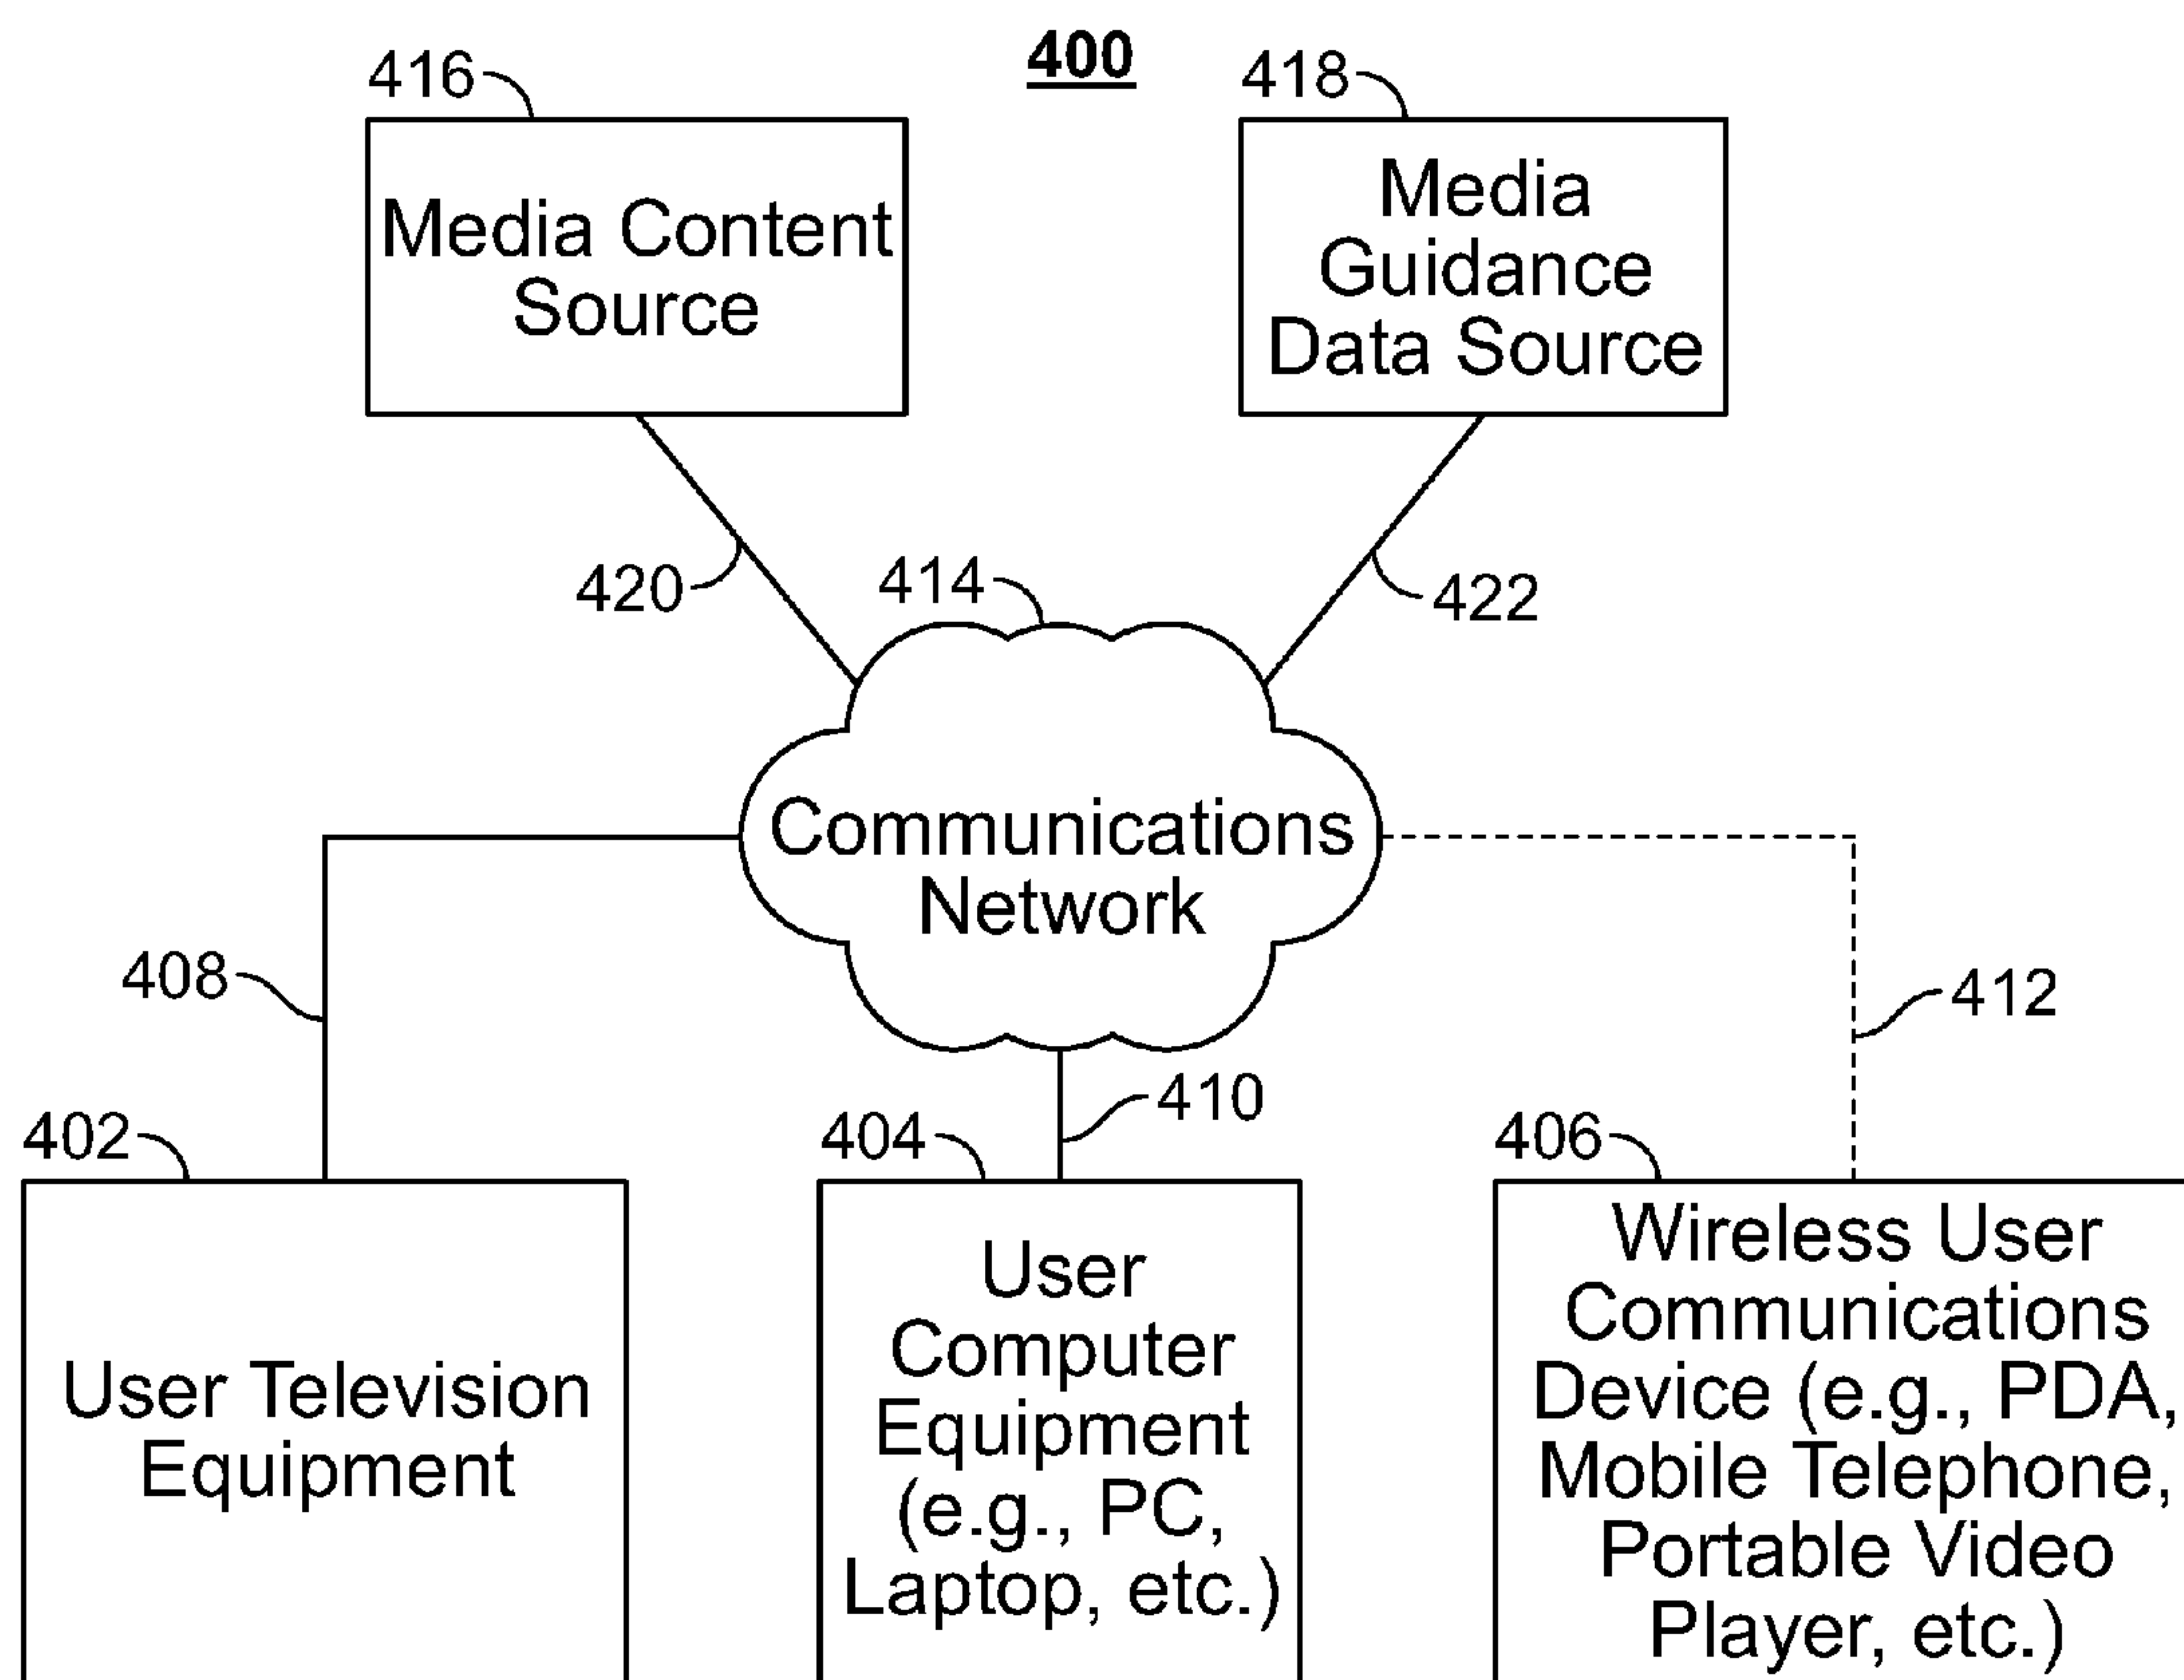 400
416
418
Media Content
Source
Media
Guidance
Data Source
420
414
422
Communications
Network
408
412
410
402
404
406
User Television
Equipment
User
Computer
Equipment
(e.g., PC,
Laptop, etc.)
Wireless User
Communications
Device (e.g., PDA,
Mobile Telephone,
Portable Video
Player, etc.)